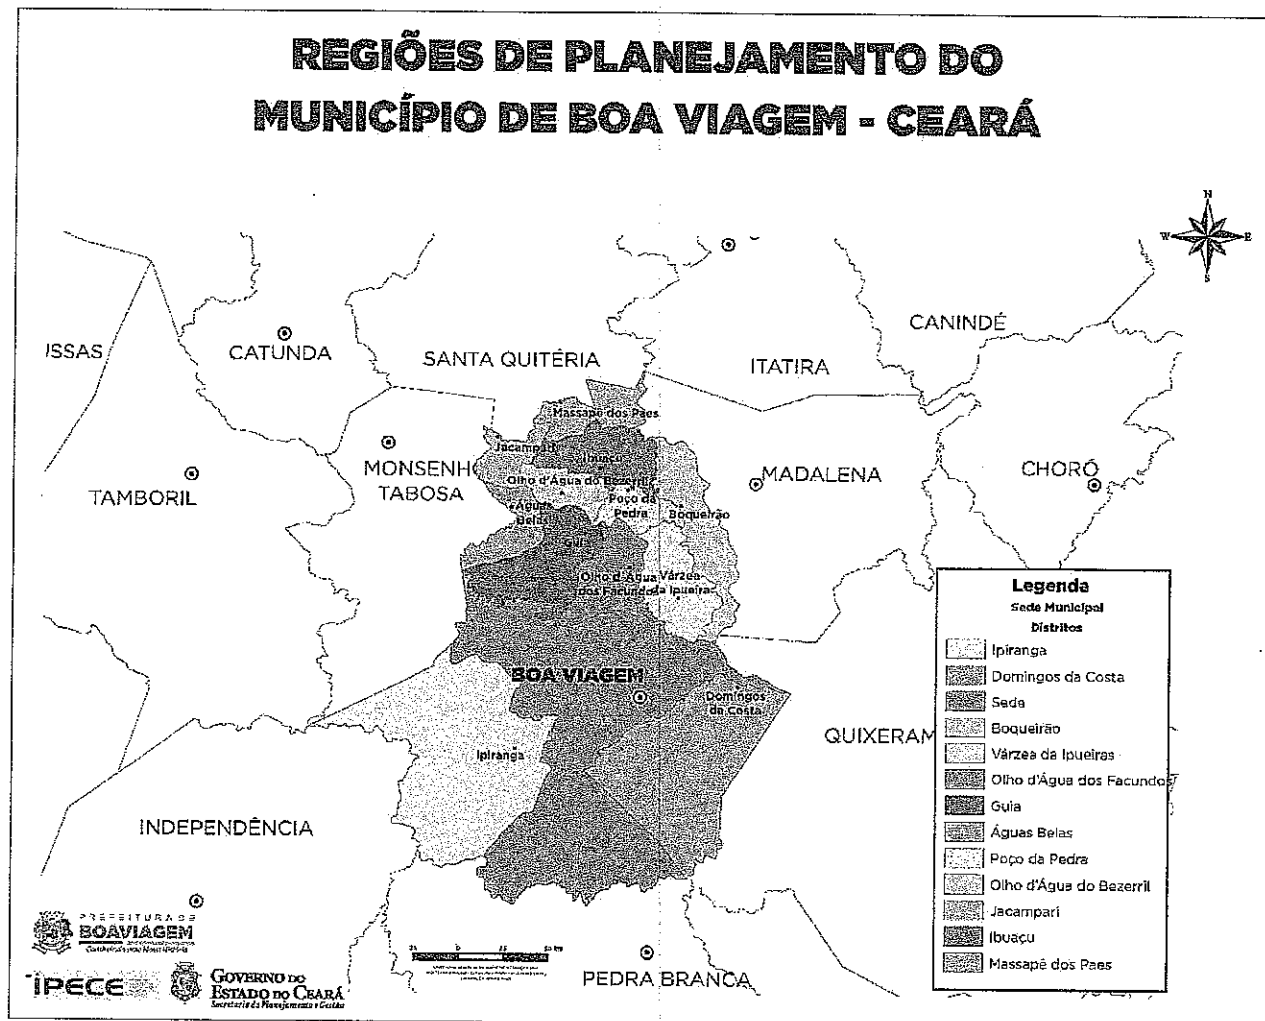 REGIÕES DE PLANEJAMENTO DO
MUNICÍPIO DE BOA VIAGEM - CEARÁ
N
W
E
S
CANINDÉ
ISSAS
CATUNDA
SANTA QUITÉRIA
ITATIRA
Massapê dos Paes
Jacampari
Ibuaçu
MONSENHO
TABOSA
MADALENA
CHORÓ
TAMBORIL
Olho d'Água do Bezerril
Poço da
Pedra
Águas
Belas
Boqueirão
Guia
Olho d'Água
dos Facundos
Várzea
da Ipueiras
BOA VIAGEM
Domingos
da Costa
QUIXERAM
Ipiranga
INDEPENDÊNCIA
PEDRA BRANCA
Legenda
Sede Municipal
Distritos
Ipiranga
Domingos da Costa
Sede
Boqueirão
Várzea da Ipueiras
Olho d'Água dos Facundos
Guia
Águas Belas
Poço da Pedra
Olho d'Água do Bezerril
Jacampari
Ibuaçu
Massapê dos Paes
PREFEITURA DE
BOAVIAGEM
IPECE
GOVERNO DO
ESTADO DO CEARÁ
Secretaria do Planejamento e Gestão